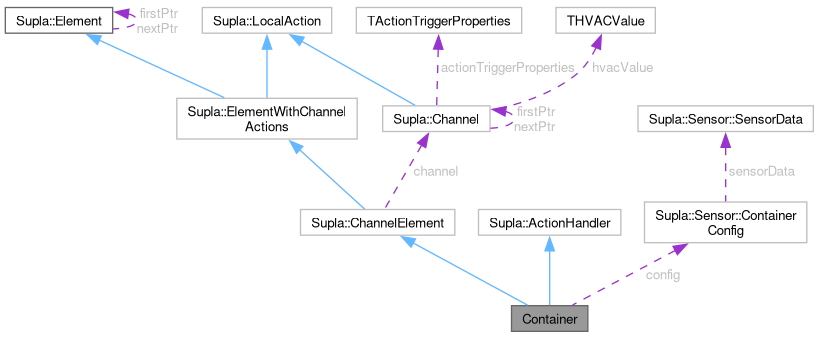 Supla::Element
firstPtr
nextPtr
Supla::LocalAction
TActionTriggerProperties
THVACValue
actionTriggerProperties
hvacValue
Supla::ElementWithChannel
Actions
Supla::Channel
firstPtr
nextPtr
Supla::Sensor::SensorData
channel
sensorData
Supla::ChannelElement
Supla::ActionHandler
Supla::Sensor::Container
Config
config
Container